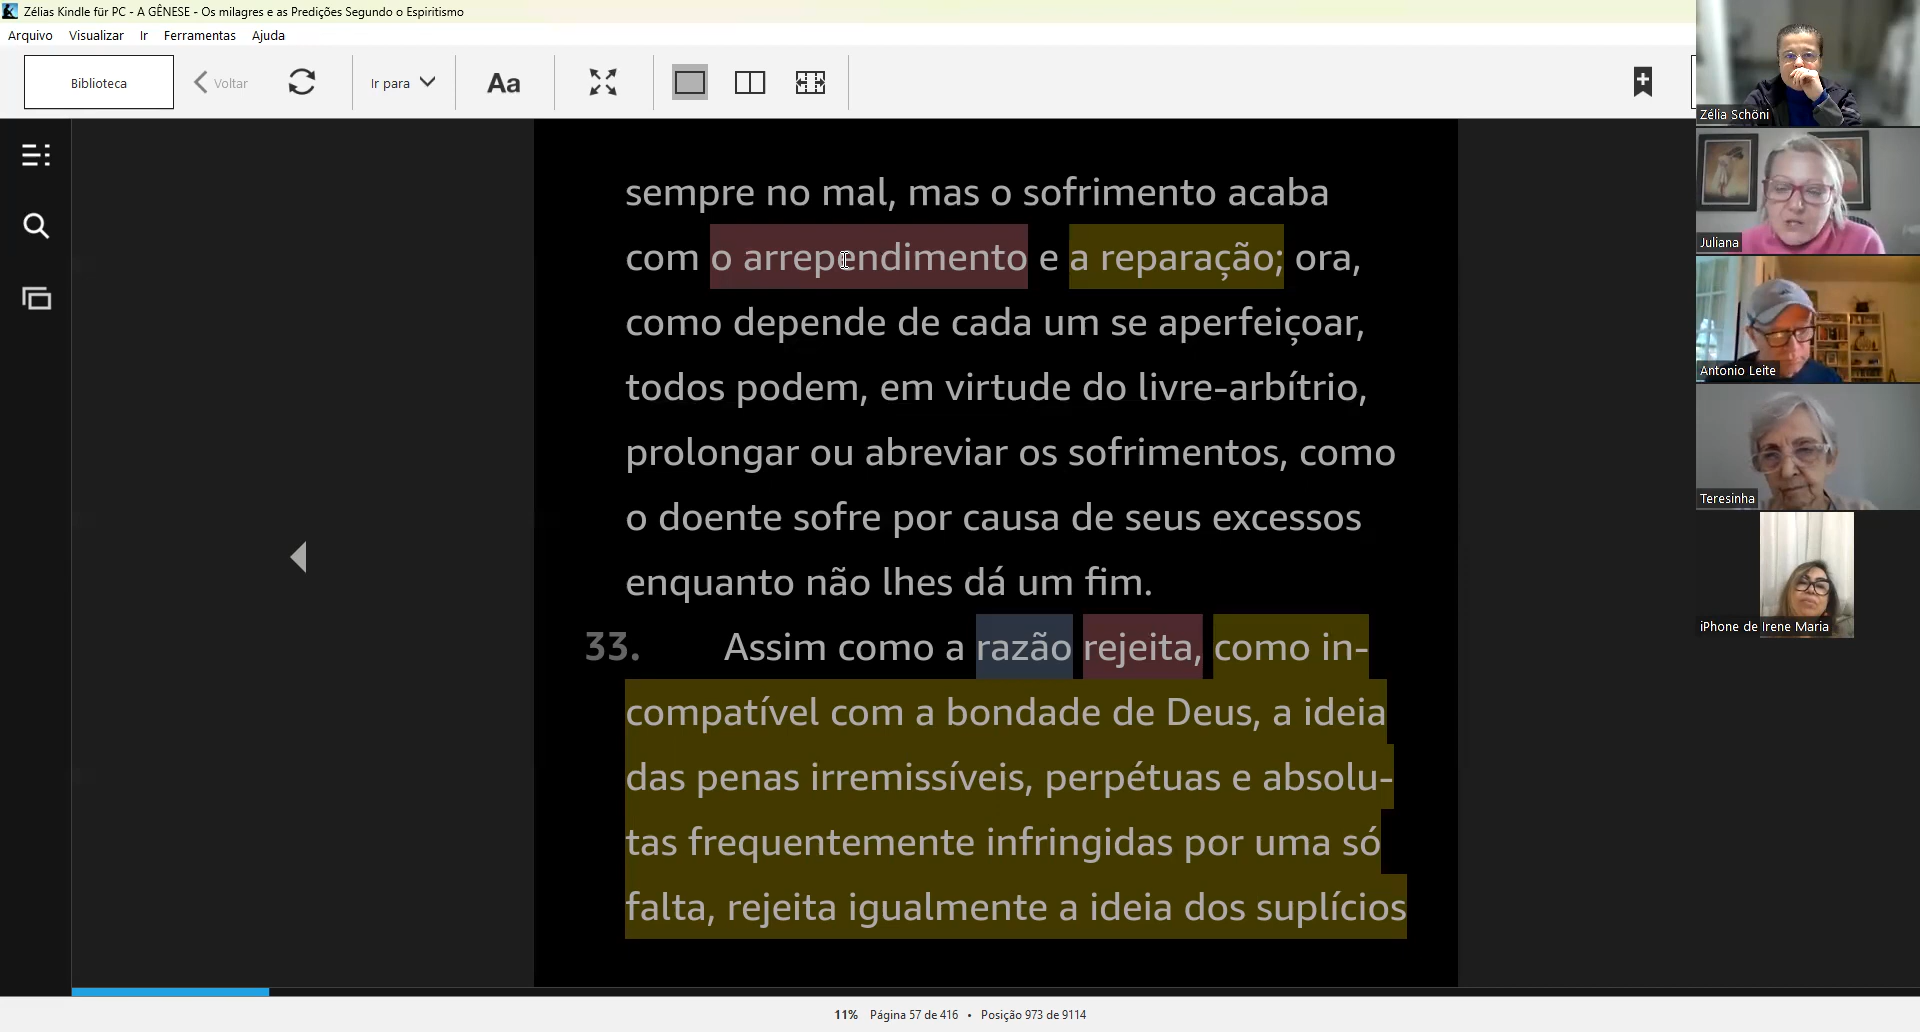 Zélias Kindle für PC - A GÊNESE - Os milagres e as Predições Segundo o Espiritismo
Arquivo Visualizar Ir Ferramentas Ajuda
Biblioteca Voltar Ir para Aa
sempre no mal, mas o sofrimento acaba
com o arrependimento e a reparação; ora,
como depende de cada um se aperfeiçoar,
todos podem, em virtude do livre-arbítrio,
prolongar ou abreviar os sofrimentos, como
o doente sofre por causa de seus excessos
enquanto não lhes dá um fim.
33. Assim como a razão rejeita, como in-
compatível com a bondade de Deus, a ideia
das penas irremissíveis, perpétuas e absolu-
tas frequentemente infringidas por uma só
falta, rejeita igualmente a ideia dos suplícios
11% Página 57 de 416 • Posição 973 de 9114
Zélia Schöni
Juliana
Antonio Leite
Teresinha
iPhone de Irene Maria